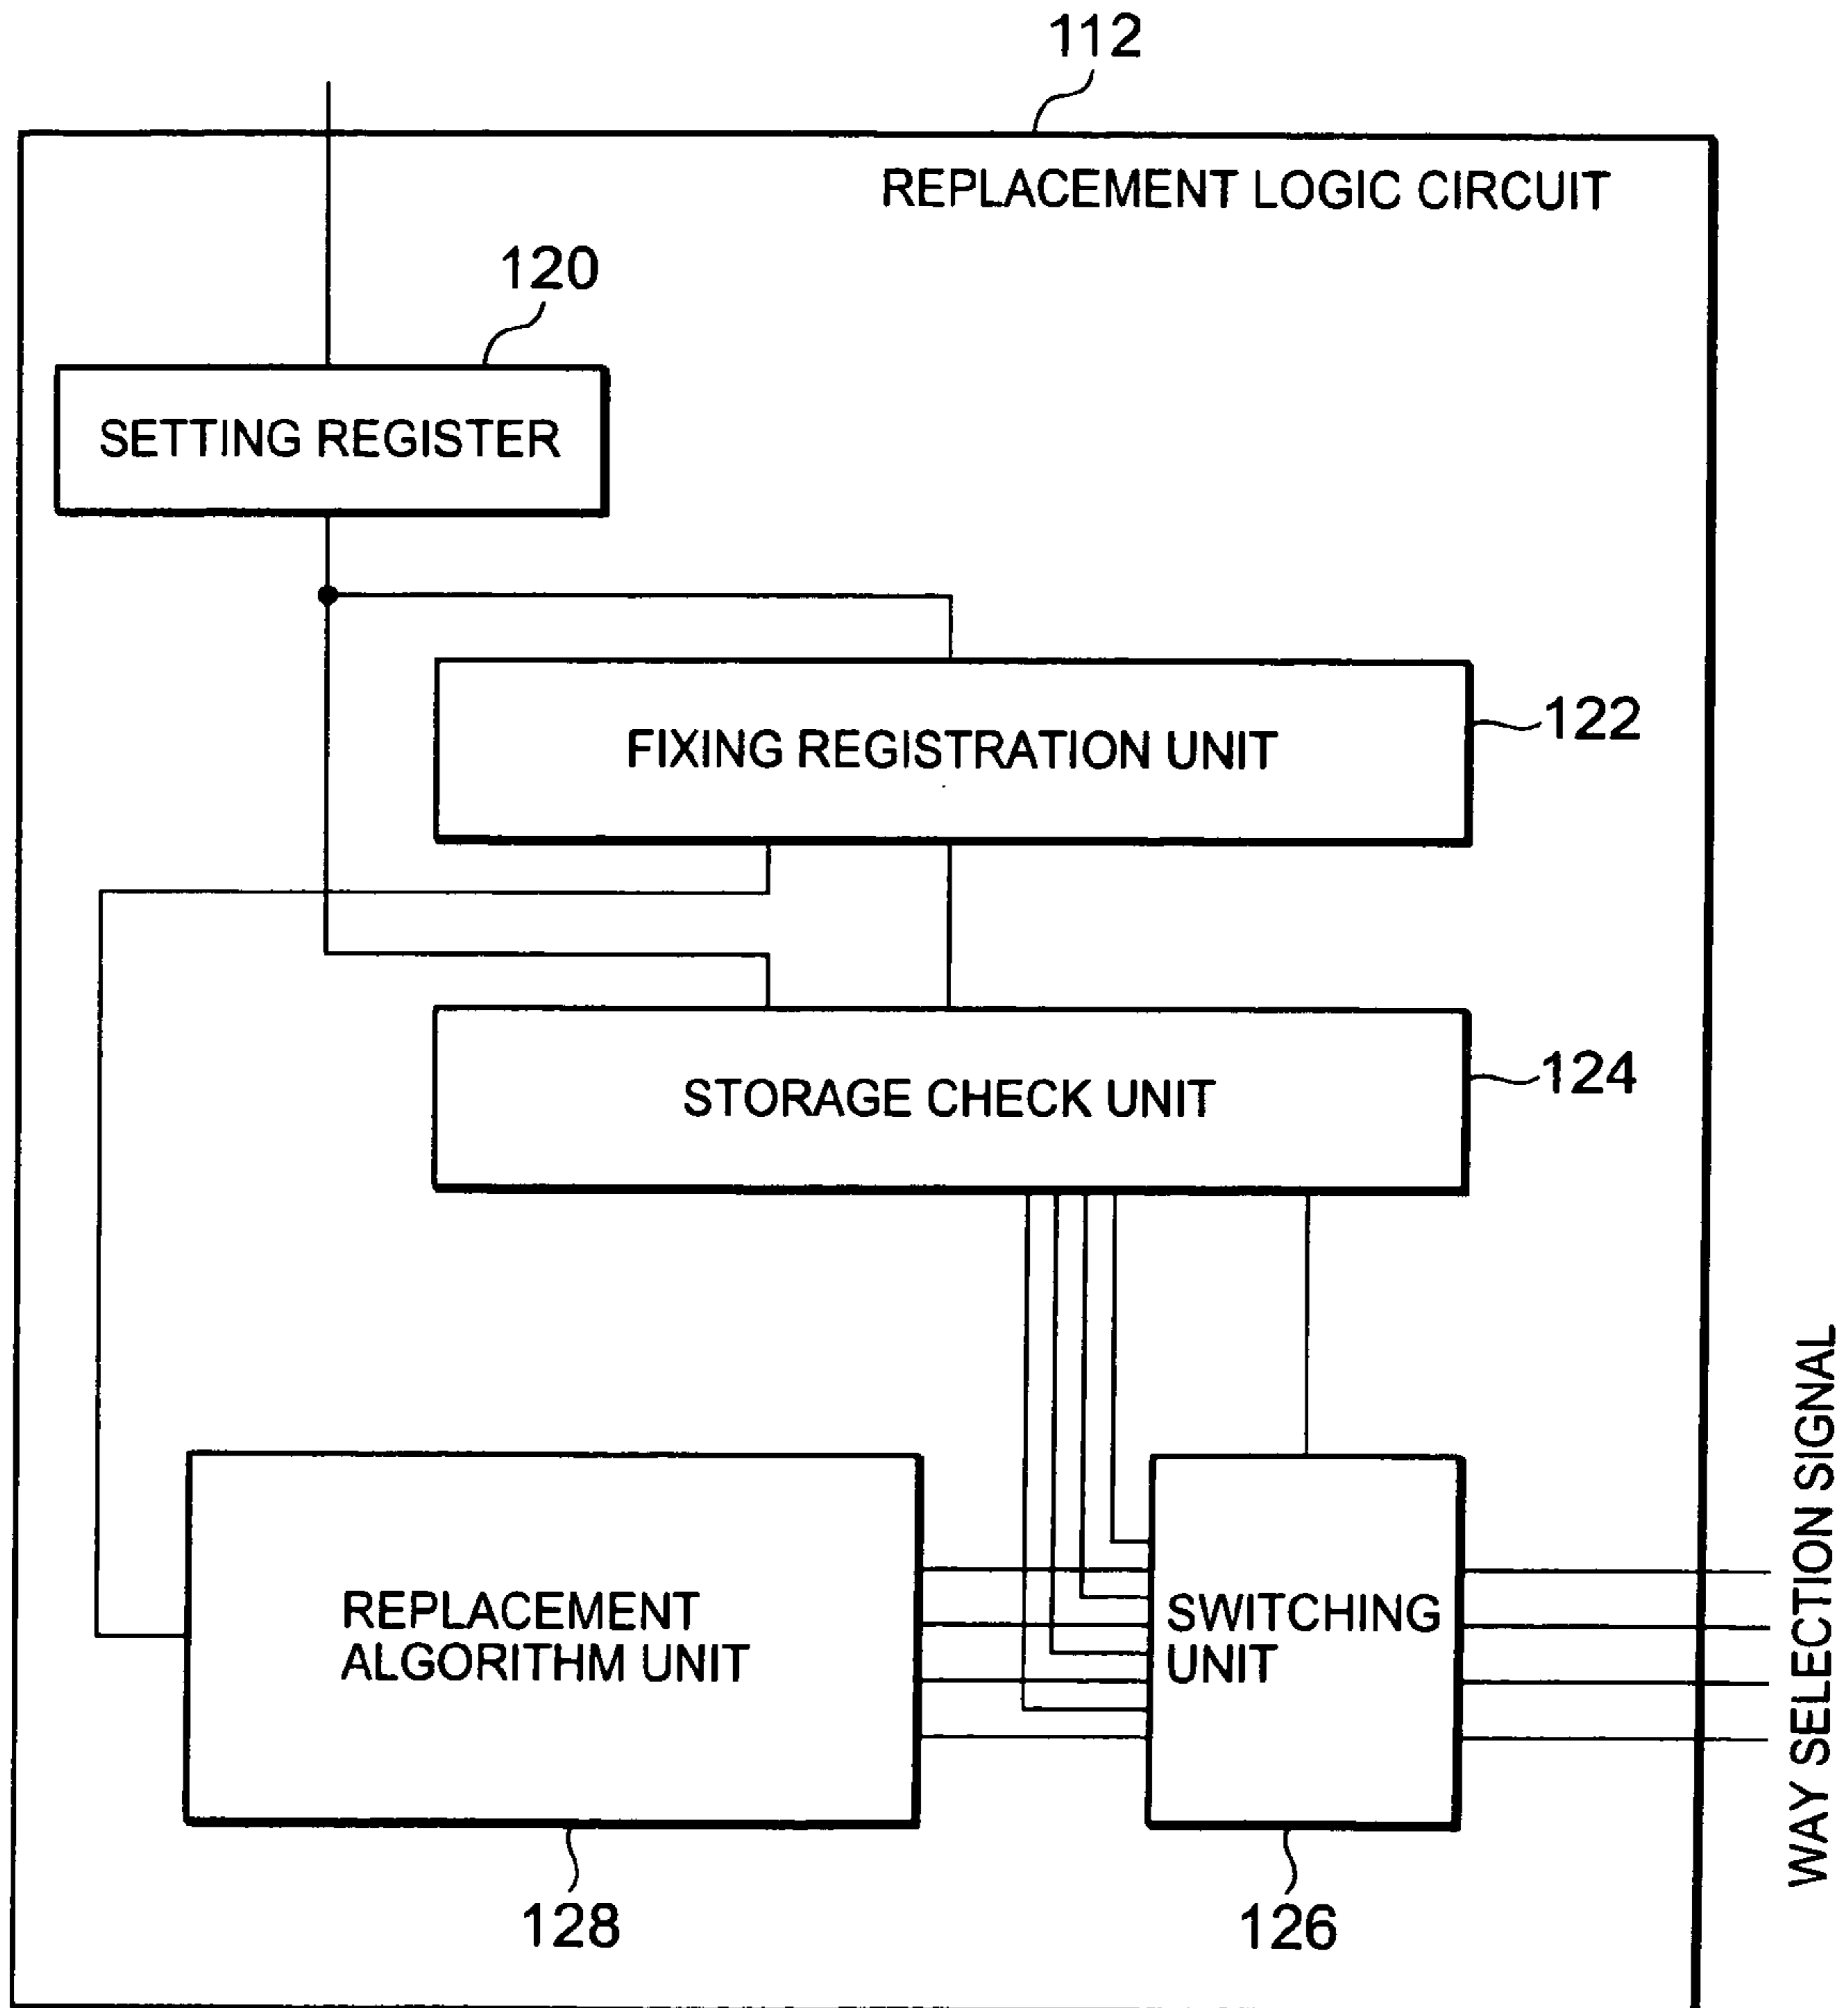 112
REPLACEMENT LOGIC CIRCUIT
120
SETTING REGISTER
FIXING REGISTRATION UNIT
122
STORAGE CHECK UNIT
124
REPLACEMENT
ALGORITHM UNIT
SWITCHING
UNIT
WAY SELECTION SIGNAL
128
126